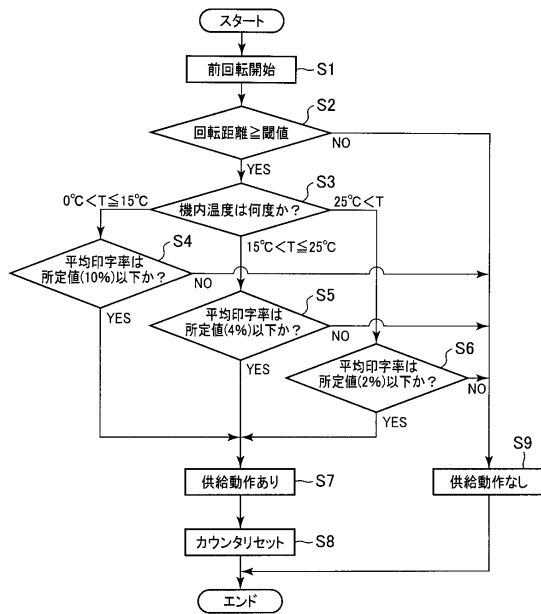 スタート
前回転開始
S1
回転距離≧閾値
S2
NO
YES
機内温度は何度か?
S3
0℃<T≦15℃
25℃<T
15℃<T≦25℃
平均印字率は
所定値(10%)以下か?
S4
NO
YES
平均印字率は
所定値(4%)以下か?
S5
NO
YES
平均印字率は
所定値(2%)以下か?
S6
NO
YES
供給動作あり
S7
供給動作なし
S9
カウンタリセット
S8
エンド